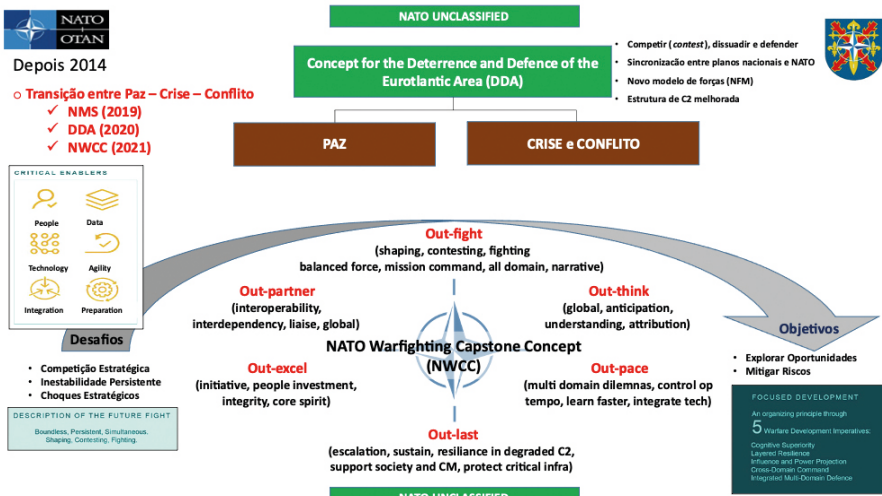 NATO UNCLASSIFIED
NATO
OTAN
Depois 2014
Transição entre Paz – Crise – Conflito
NMS (2019)
DDA (2020)
NWCC (2021)
Concept for the Deterrence and Defence of the
Eurotlantic Area (DDA)
Competir (contest), dissuadir e defender
Sincronizacão entre planos nacionais e NATO
Novo modelo de forças (NFM)
Estrutura de C2 melhorada
PAZ
CRISE e CONFLITO
CRITICAL ENABLERS
People
Data
Technology
Agility
Integration
Preparation
Out-fight
(shaping, contesting, fighting
balanced force, mission command, all domain, narrative)
Out-partner
(interoperability,
interdependency, liaise, global)
Out-think
(global, anticipation,
understanding, attribution)
Desafios
Competição Estratégica
Inestabilidade Persistente
Choques Estratégicos
NATO Warfighting Capstone Concept
(NWCC)
Objetivos
Explorar Oportunidades
Mitigar Riscos
Out-excel
(initiative, people investment,
integrity, core spirit)
Out-pace
(multi domain dilemnas, control op
tempo, learn faster, integrate tech)
Out-last
(escalation, sustain, resilience in degraded C2,
support society and CM, protect critical infra)
DESCRIPTION OF THE FUTURE FIGHT
Boundless, Persistent, Simultaneous.
Shaping, Contesting, Fighting.
FOCUSED DEVELOPMENT
An organizing principle through
5 Warfare Development Imperatives:
Cognitive Superiority
Layered Resilience
Influence and Power Projection
Cross-Domain Command
Integrated Multi-Domain Defence
NATO UNCLASSIFIED